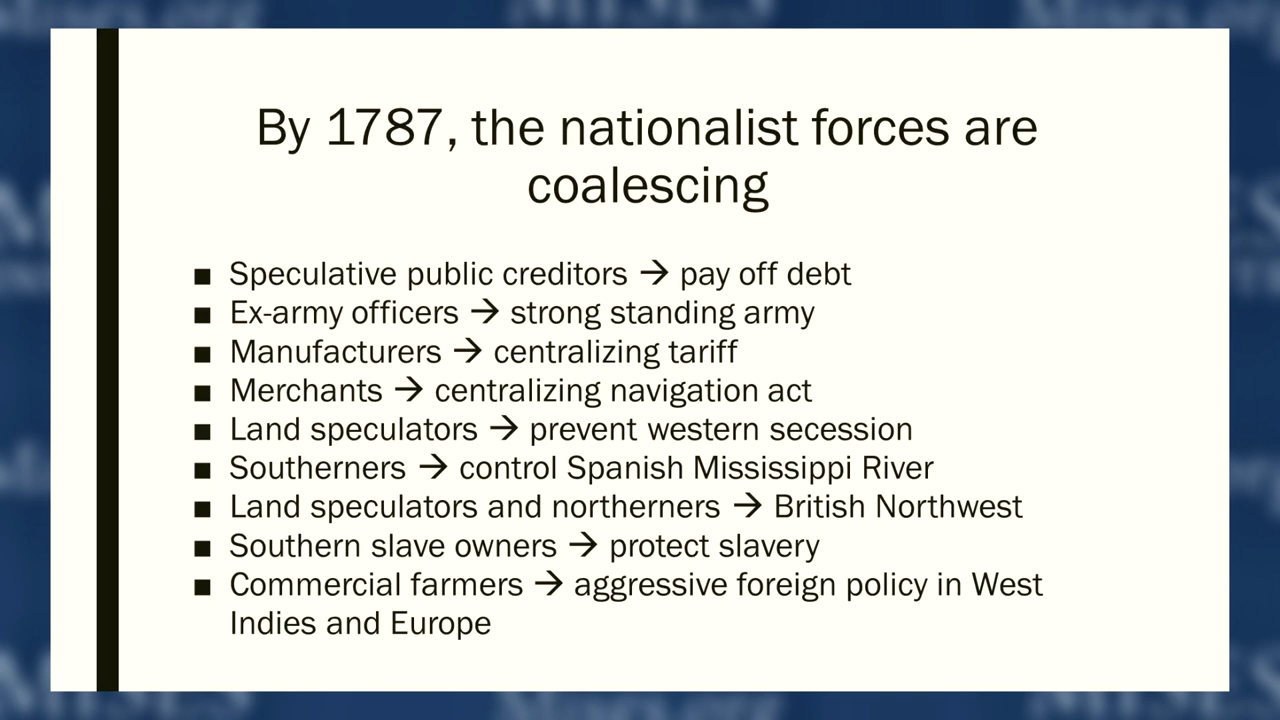 By 1787, the nationalist forces are
coalescing
■ Speculative public creditors → pay off debt
■ Ex-army officers → strong standing army
■ Manufacturers → centralizing tariff
■ Merchants → centralizing navigation act
■ Land speculators → prevent western secession
■ Southerners → control Spanish Mississippi River
■ Land speculators and northerners → British Northwest
■ Southern slave owners → protect slavery
■ Commercial farmers → aggressive foreign policy in West
Indies and Europe